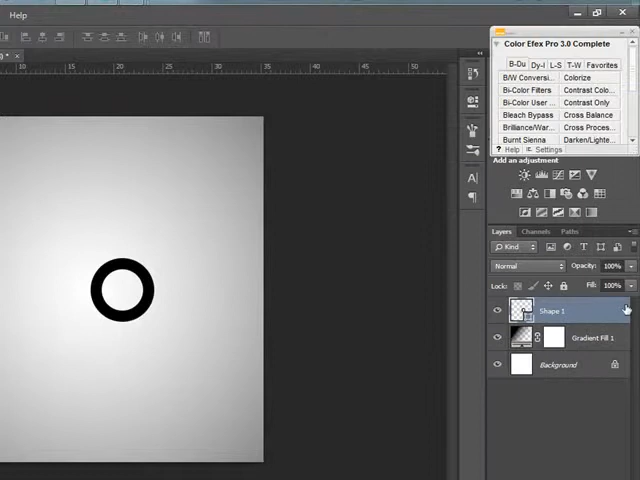 Help
Color Efex Pro 3.0 Complete
B-Du Dy-I L-S T-W Favorites
B/W Conversi... Colorize
Bi-Color Filters Contrast Colo...
Bi-Color User ... Contrast Only
Bleach Bypass Cross Balance
Brilliance/War... Cross Proces...
Burnt Sienna Darken/Lighte...
? Help Settings
10 15 20 25 30 35 40 45 50
Add an adjustment
A
Layers Channels Paths
Kind T
Normal Opacity: 100%
Lock: Fill: 100%
Shape 1
Gradient Fill 1
Background